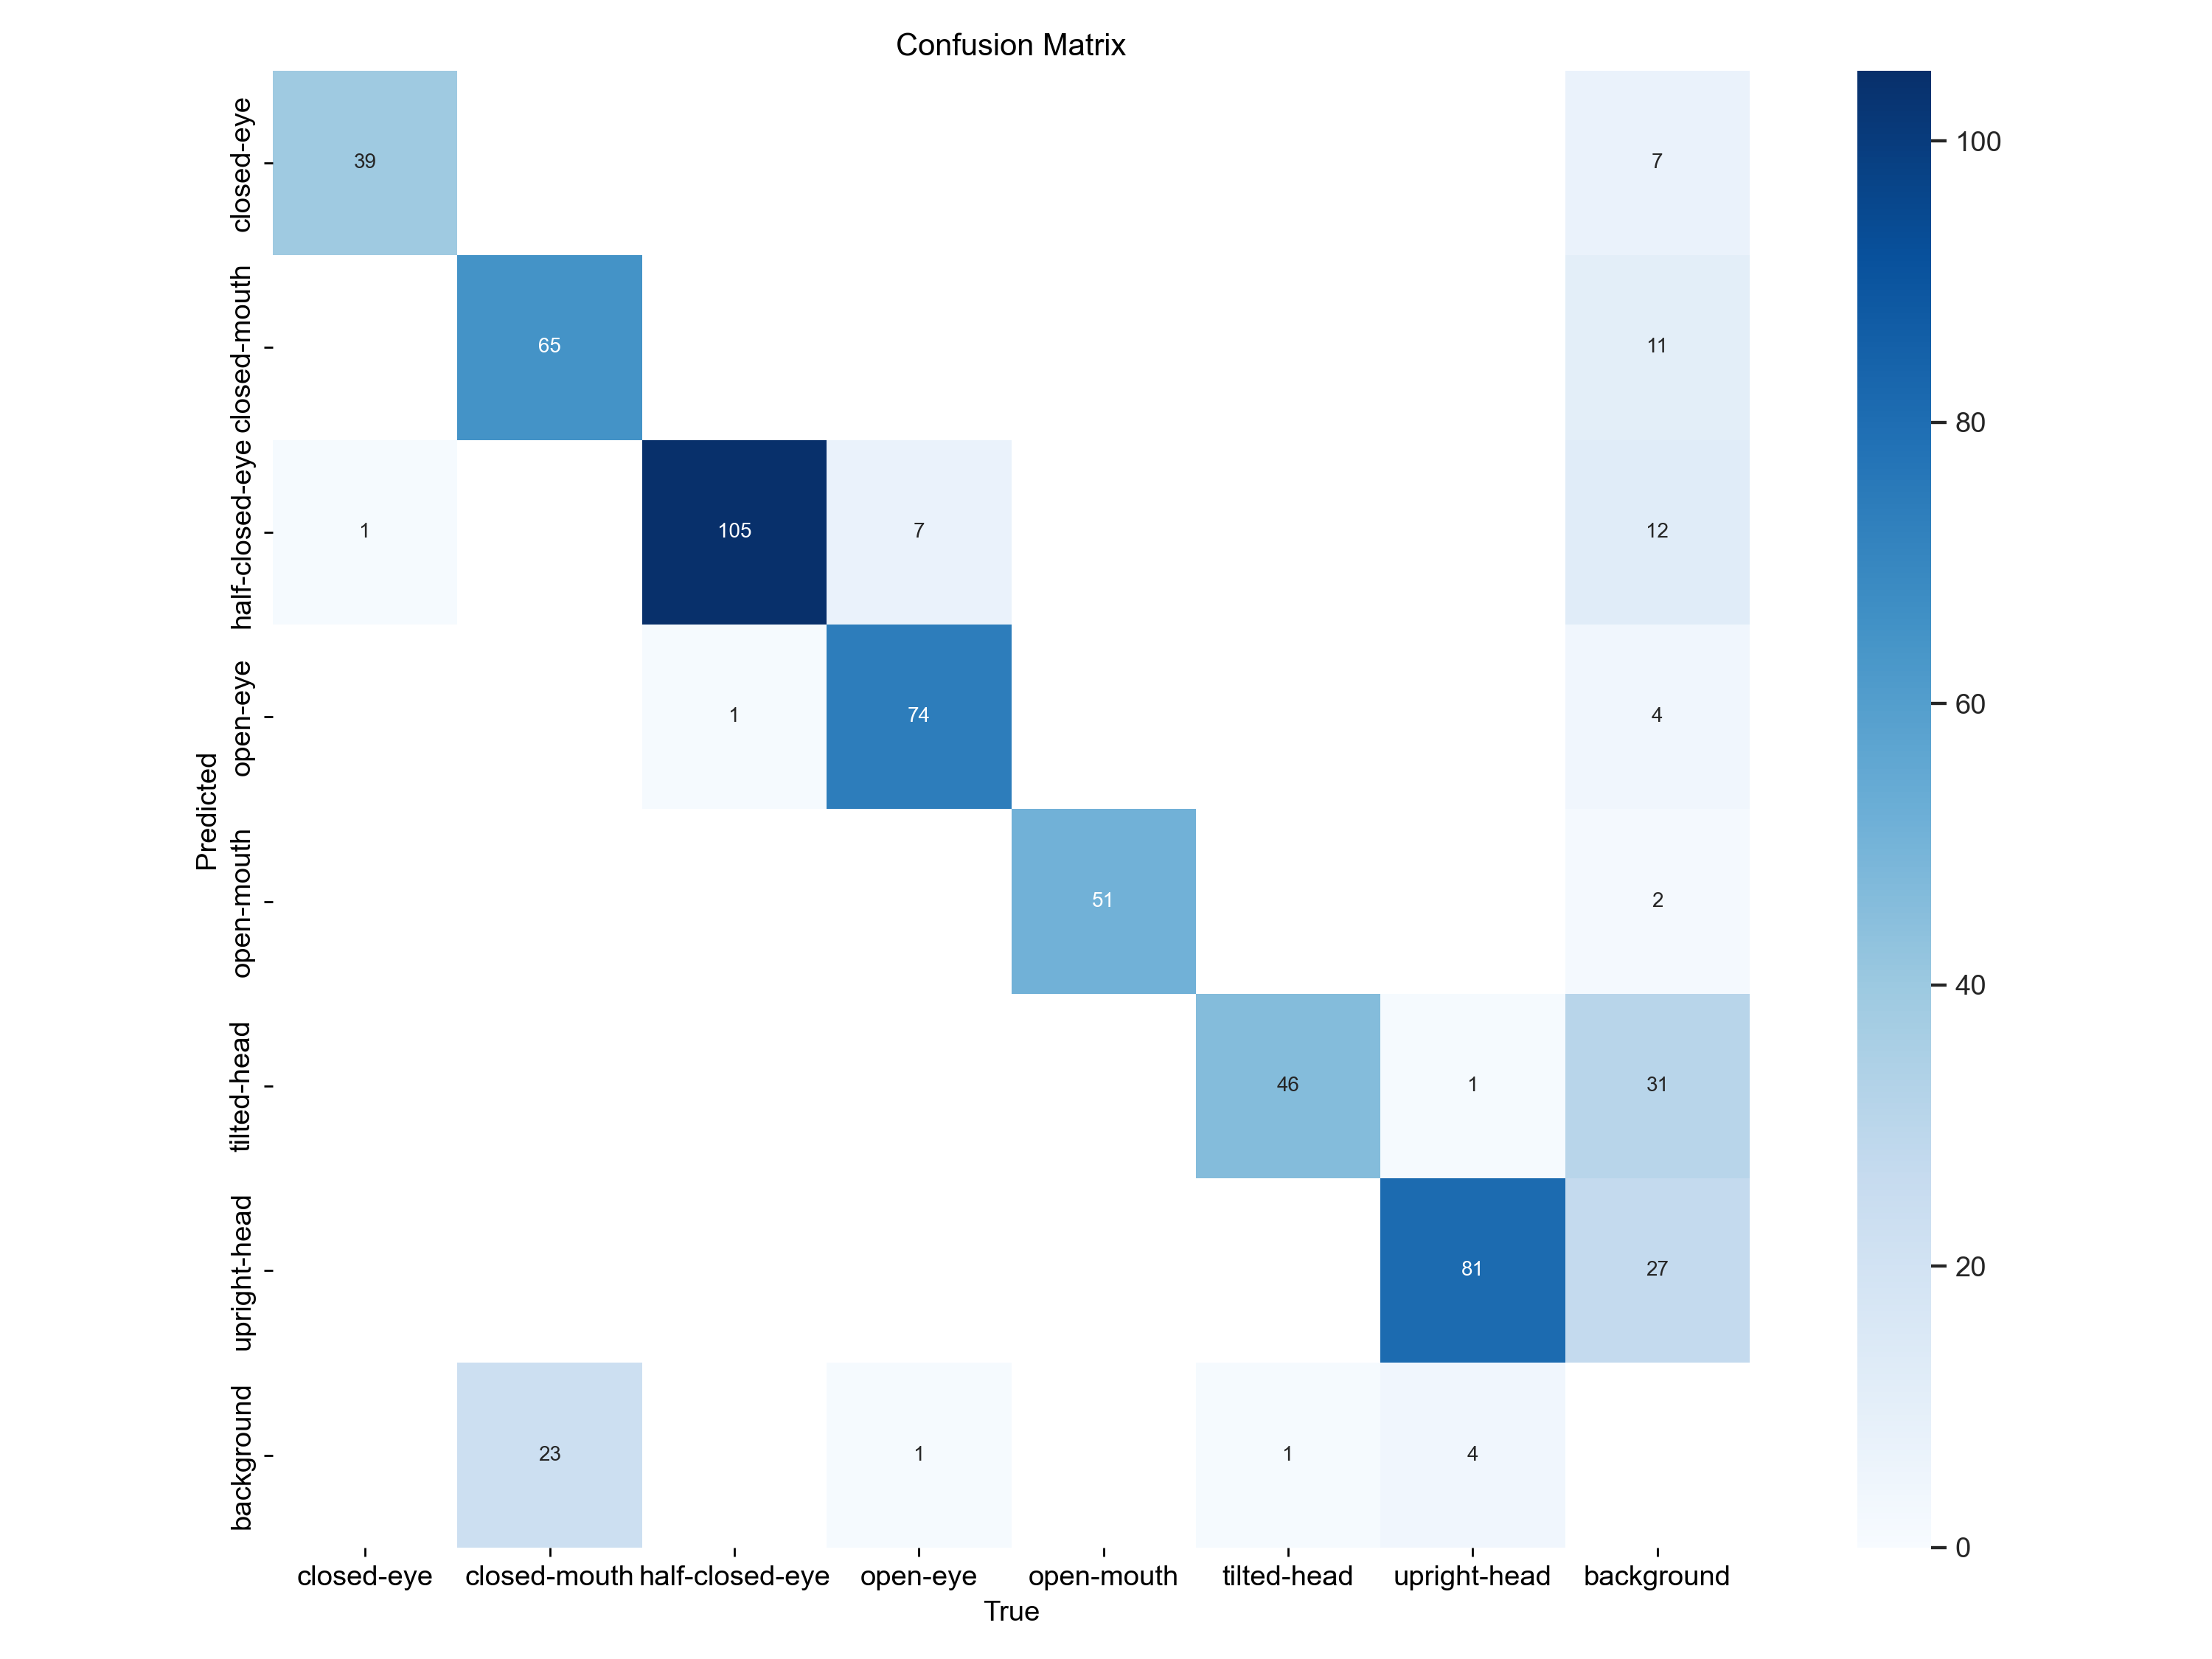 Confusion Matrix
closed-eye
39
7
100
closed-mouth
65
11
80
half-closed-eye
1
105
7
12
open-eye
1
74
4
60
Predicted
open-mouth
51
2
40
tilted-head
46
1
31
upright-head
81
27
20
background
23
1
1
4
0
closed-eye closed-mouth half-closed-eye open-eye open-mouth tilted-head upright-head background
True